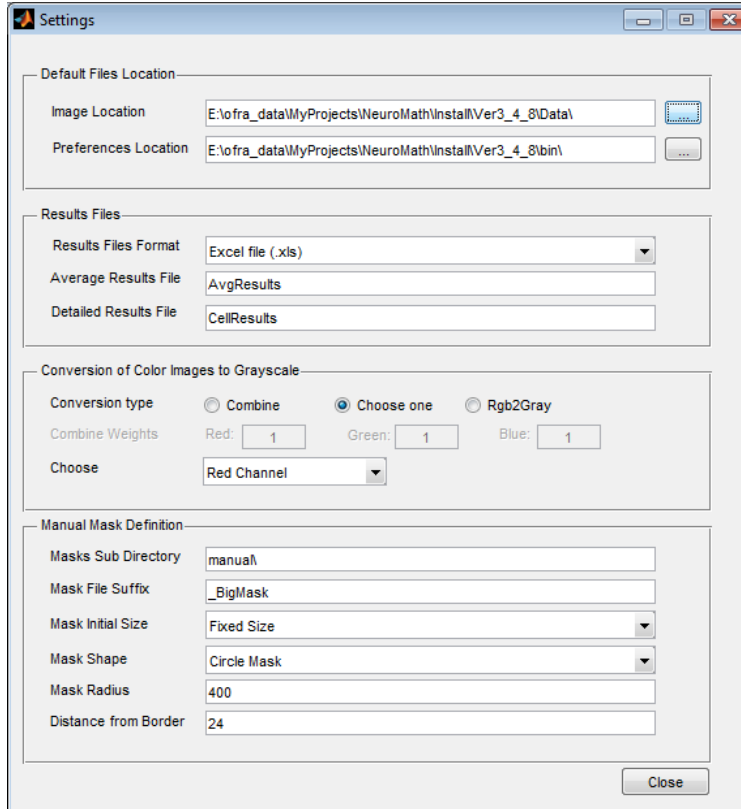 Settings
Default Files Location
Image Location E:\ofra_data\MyProjects\NeuroMath\Install\Ver3_4_8\Data\ ...
Preferences Location E:\ofra_data\MyProjects\NeuroMath\Install\Ver3_4_8\bin\ ...
Results Files
Results Files Format Excel file (.xls)
Average Results File AvgResults
Detailed Results File CellResults
Conversion of Color Images to Grayscale
Conversion type Combine Choose one Rgb2Gray
Combine Weights Red: 1 Green: 1 Blue: 1
Choose Red Channel
Manual Mask Definition
Masks Sub Directory manual\
Mask File Suffix _BigMask
Mask Initial Size Fixed Size
Mask Shape Circle Mask
Mask Radius 400
Distance from Border 24
Close